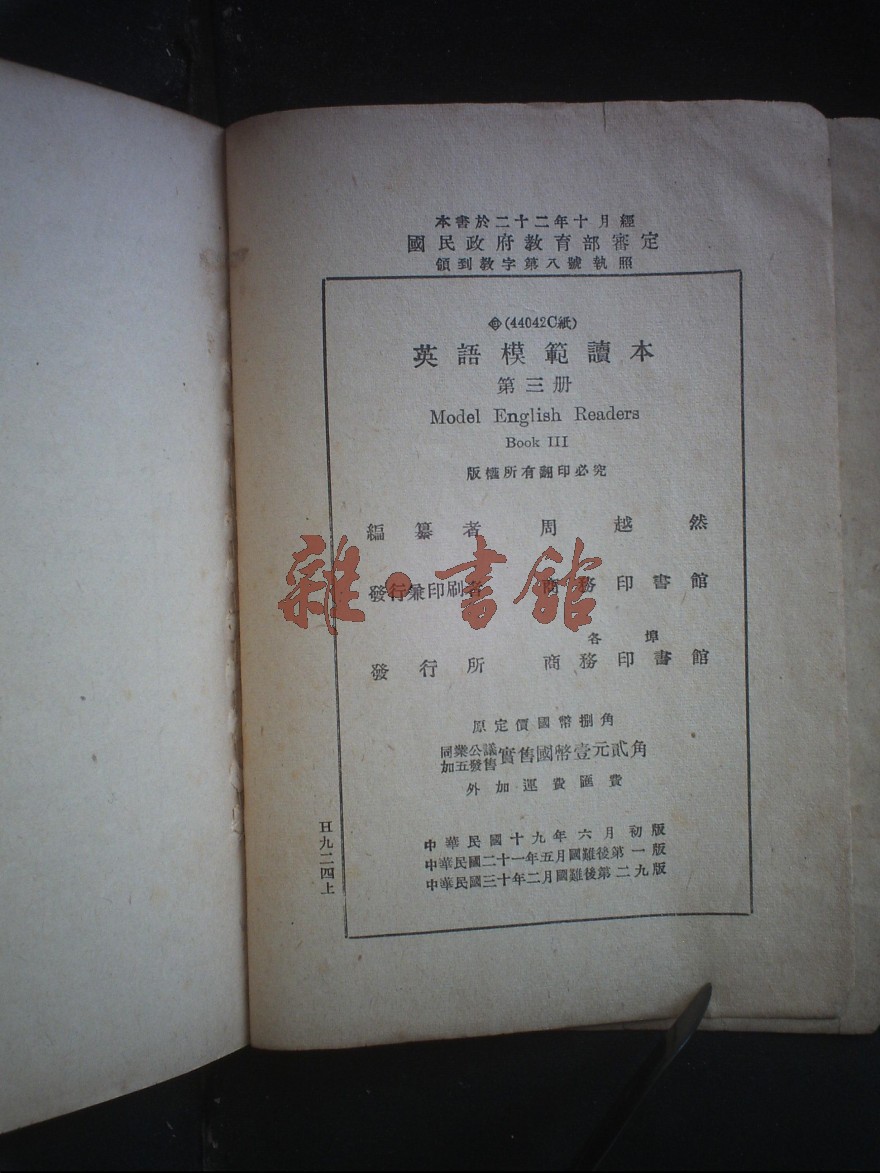 本書於二十二年十月經
國民政府教育部審定
領到教字第八號執照
(44042C紙)
英語模範讀本
第三册
Model English Readers
Book III
版權所有翻印必究
編纂者 周越然
發行兼印刷者 商務印書館
各埠
發行所 商務印書館
原定價國幣捌角
同業公議
加五發售
實售國幣壹元貳角
外加運費匯費
中華民國十九年六月初版
中華民國二十一年五月國難後第一版
中華民國三十年二月國難後第二九版
H九二四上
雜·書館